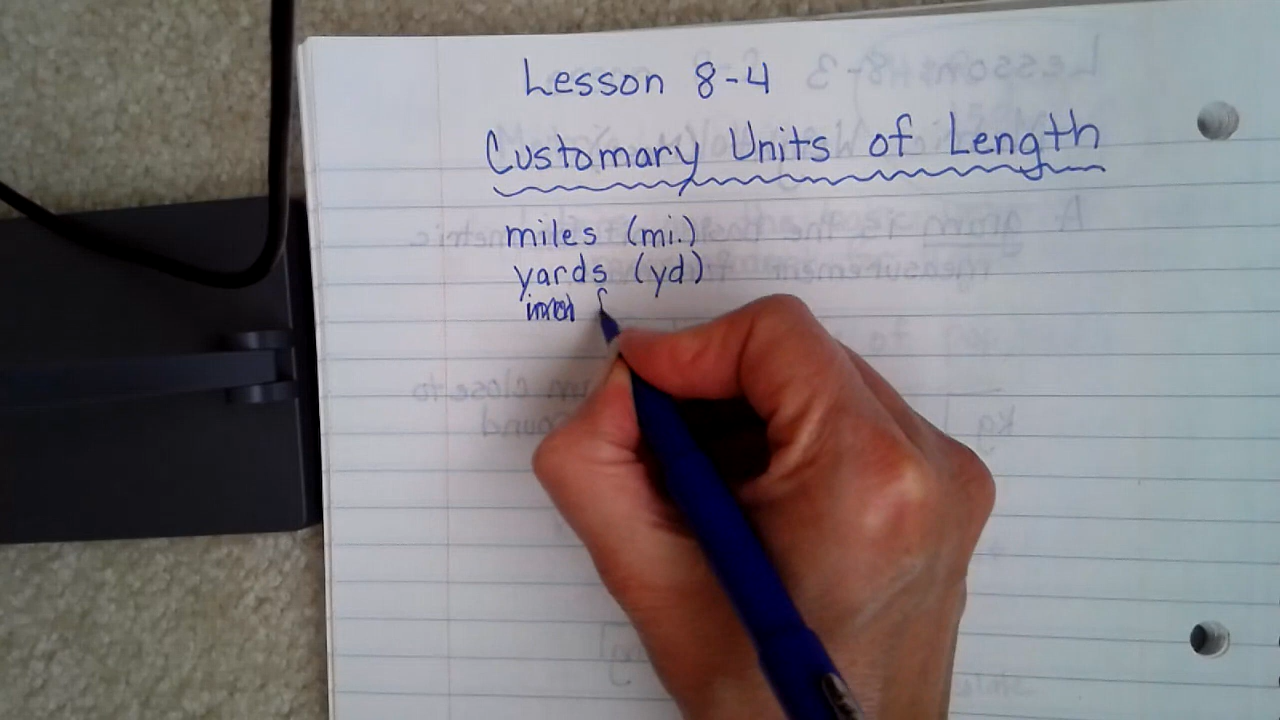 Lesson 8-4
Customary Units of Length
miles (mi.)
yards (yd)